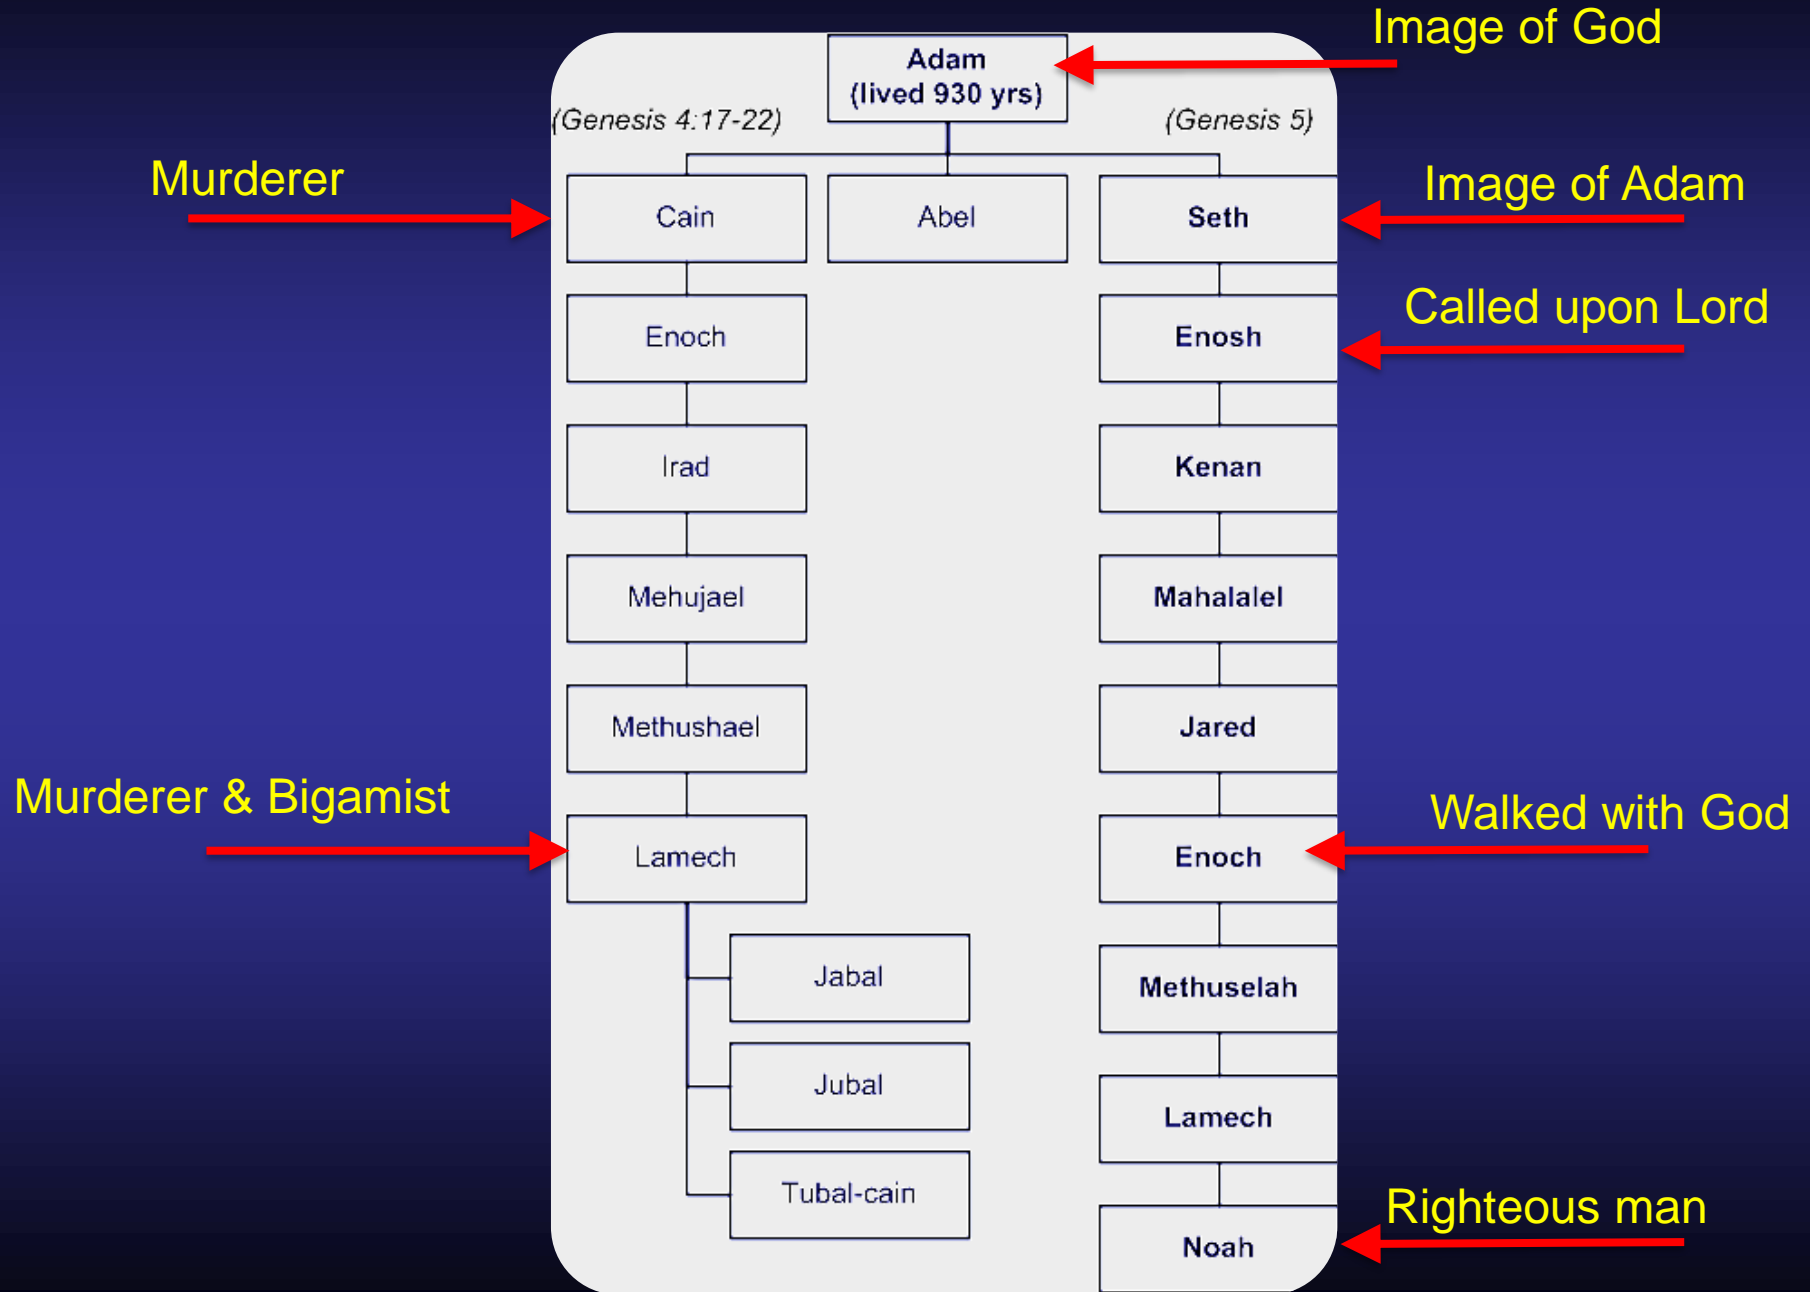 Image of God
Adam
(lived 930 yrs)
(Genesis 4:17-22)
(Genesis 5)
Murderer
Image of Adam
Cain
Abel
Seth
Called upon Lord
Enoch
Enosh
Irad
Kenan
Mehujael
Mahalalel
Methushael
Jared
Murderer & Bigamist
Walked with God
Lamech
Enoch
Jabal
Methuselah
Jubal
Lamech
Tubal-cain
Righteous man
Noah